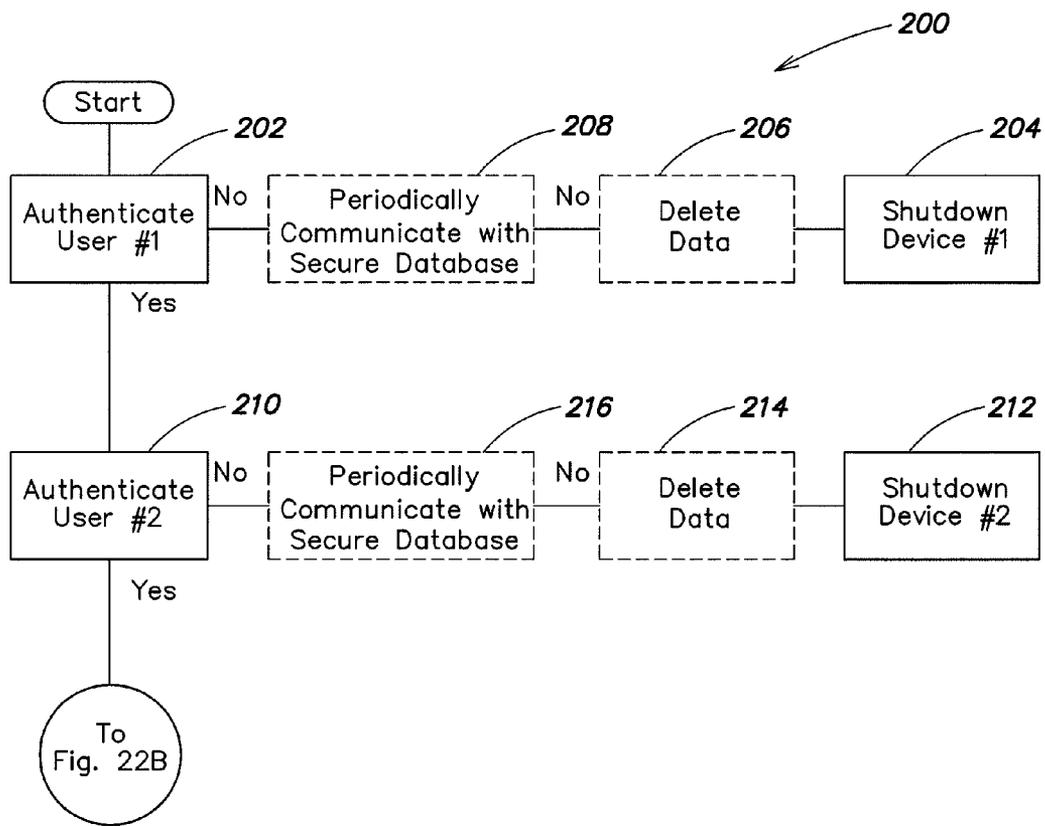 200
Start
202
208
206
204
Authenticate
User #1
No
Periodically
Communicate with
Secure Database
No
Delete
Data
Shutdown
Device #1
Yes
210
216
214
212
Authenticate
User #2
No
Periodically
Communicate with
Secure Database
No
Delete
Data
Shutdown
Device #2
Yes
To
Fig. 22B